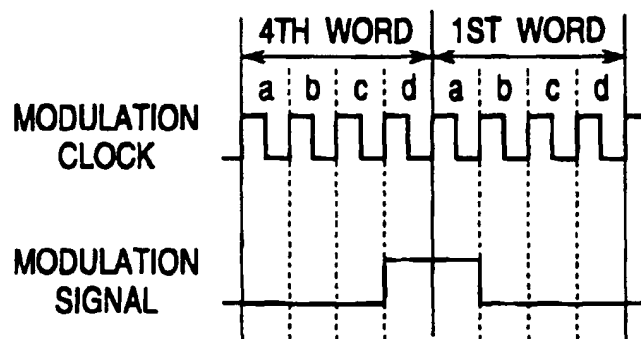 4TH WORD 1ST WORD
a b c d a b c d
MODULATION
CLOCK
MODULATION
SIGNAL